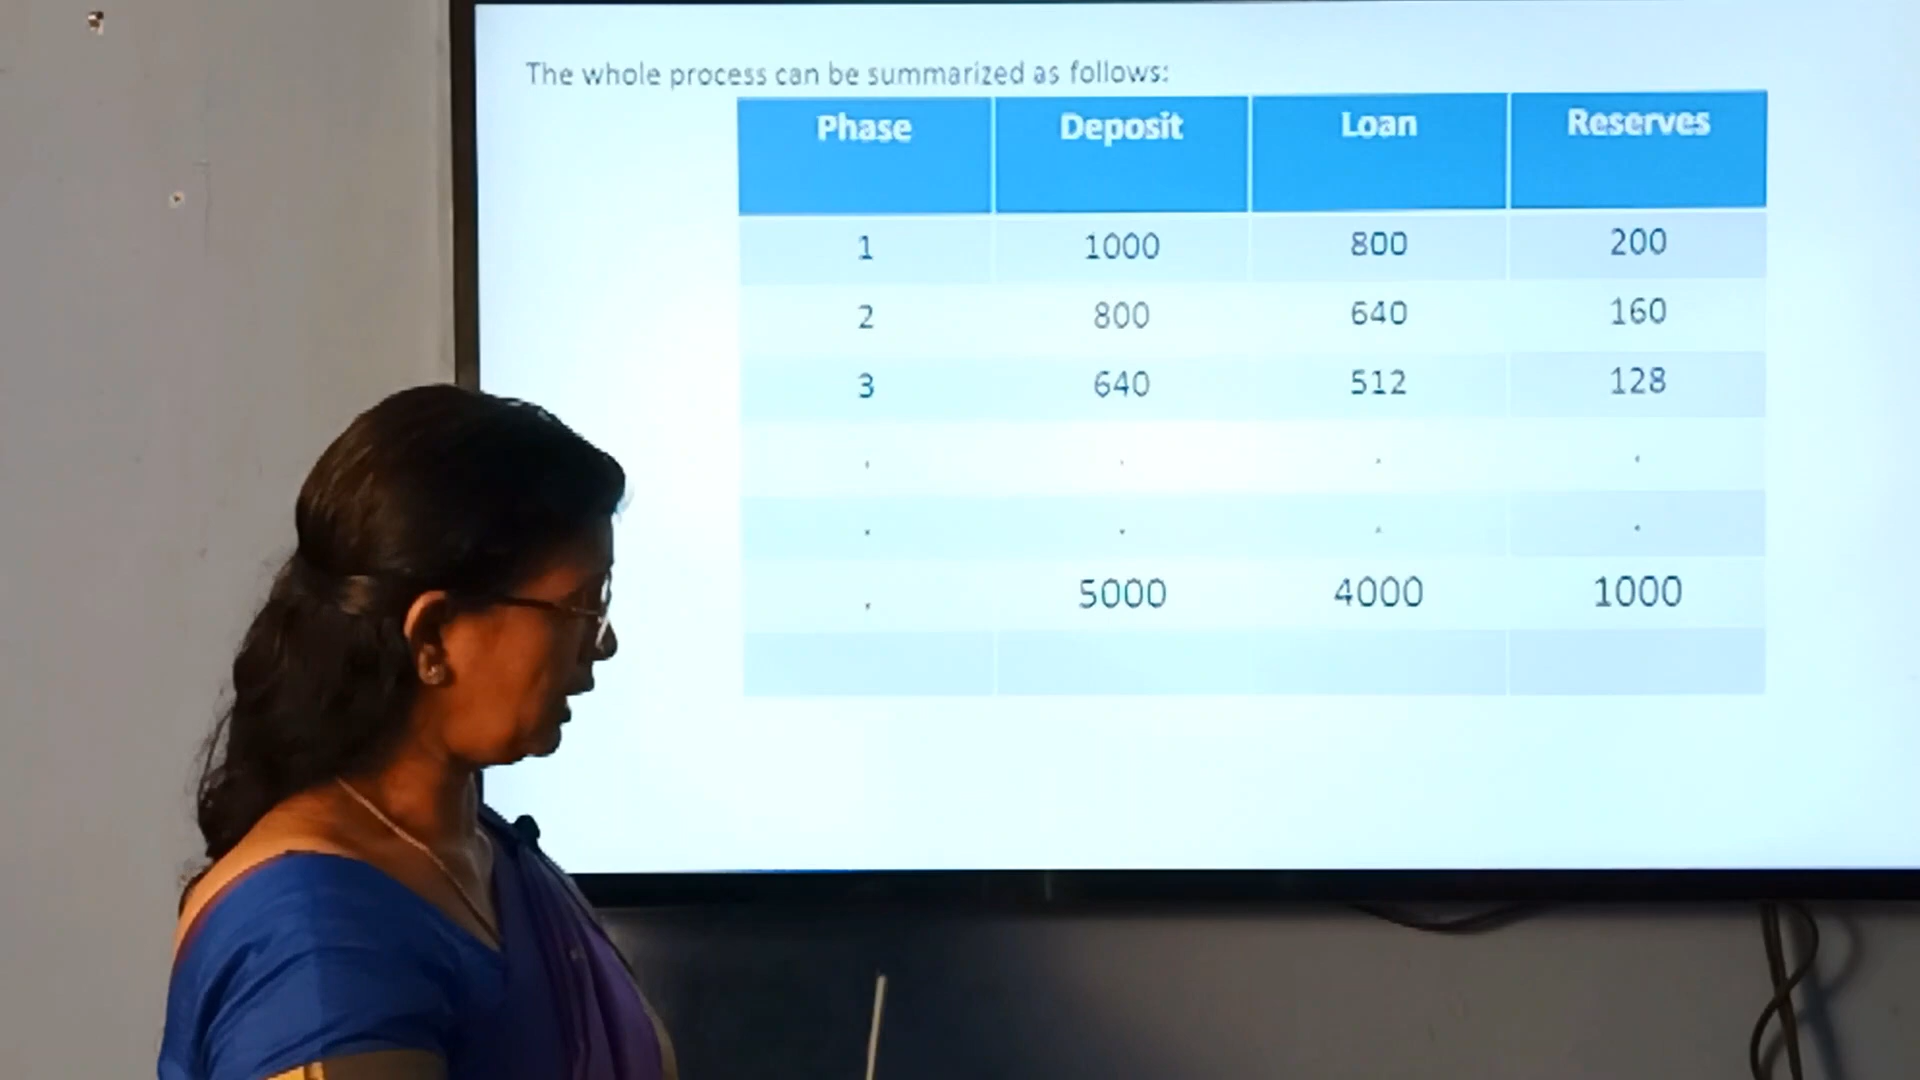 The whole process can be summarized as follows:
Phase Deposit Loan Reserves
1 1000 800 200
2 800 640 160
3 640 512 128
. . . .
. . . .
. 5000 4000 1000